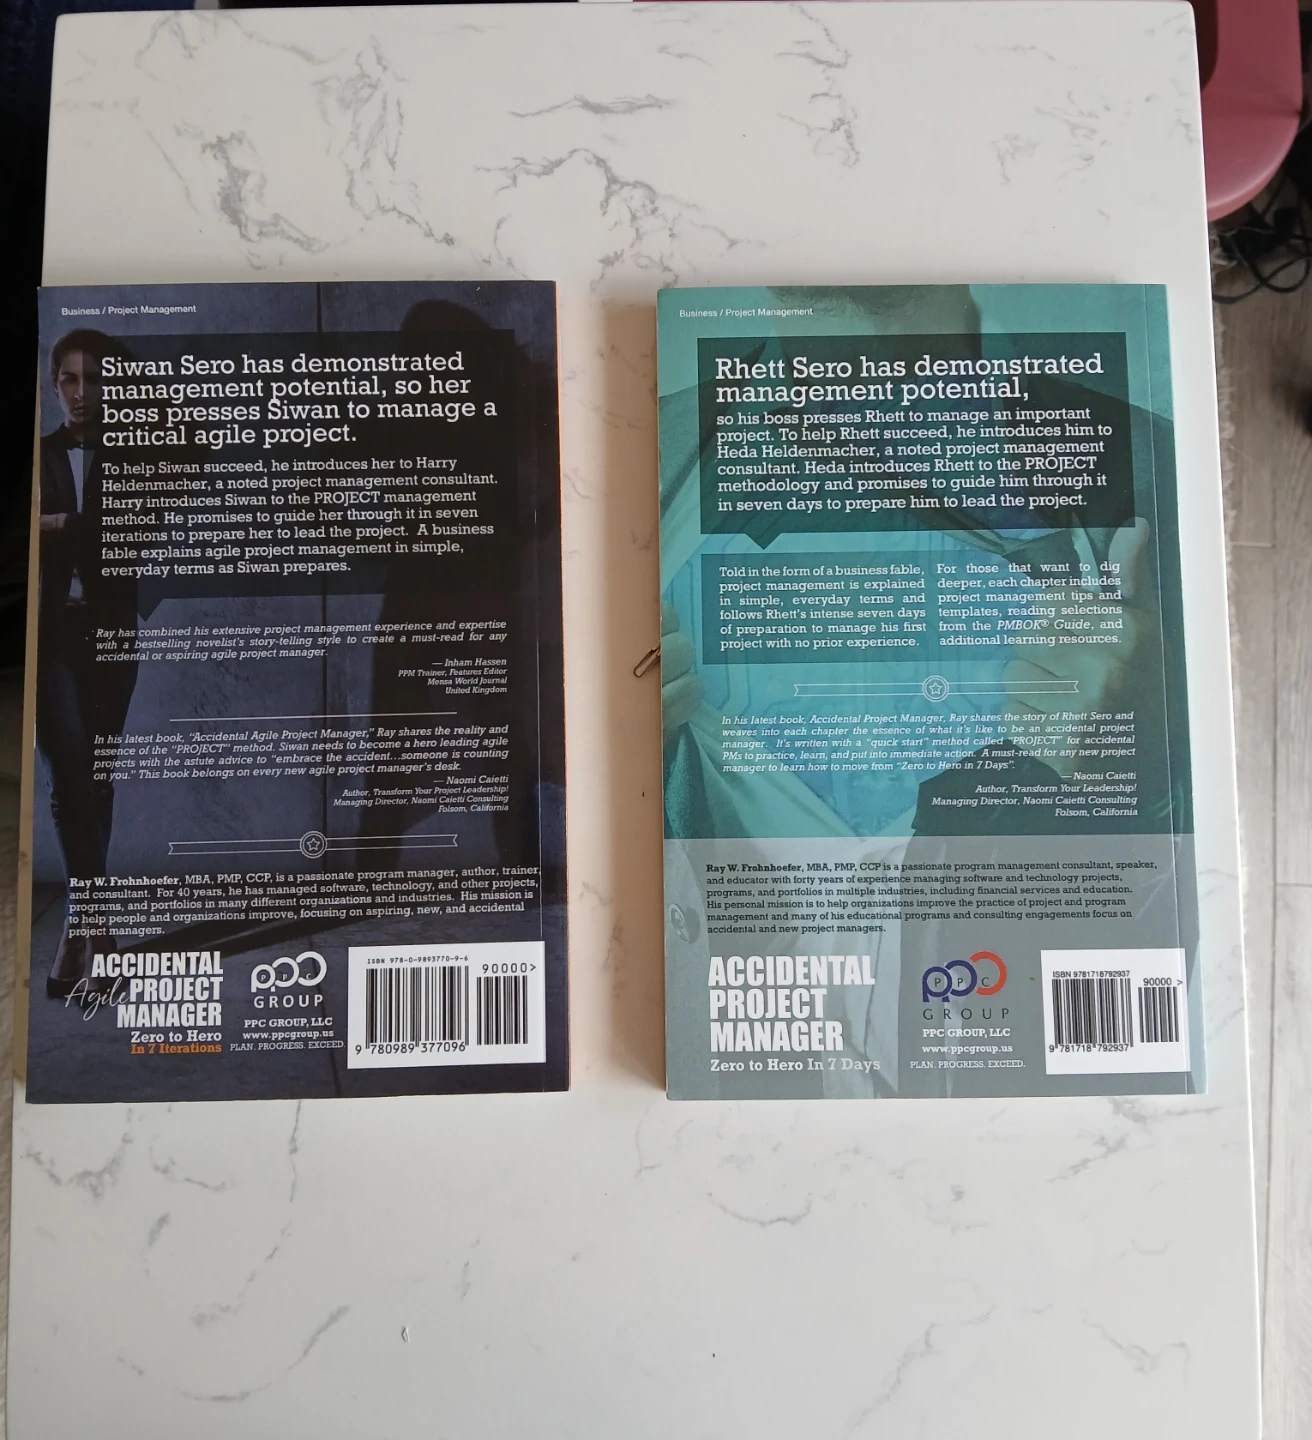 Business / Project Management
Siwan Sero has demonstrated
management potential, so her
boss presses Siwan to manage a
critical agile project.
To help Siwan succeed, he introduces her to Harry
Heldenmacher, a noted project management consultant.
Harry introduces Siwan to the PROJECT management
method. He promises to guide her through it in seven
iterations to prepare her to lead the project. A business
fable explains agile project management in simple,
everyday terms as Siwan prepares.
Ray has combined his extensive project management experience and expertise
with a bestselling novelist's story-telling style to create a must-read for any
accidental or aspiring agile project manager.
— Inham Hassen
PPM Trainer, Features Editor
Mensa World Journal
United Kingdom
In his latest book, "Accidental Agile Project Manager," Ray shares the reality and
essence of the "PROJECT" method. Siwan needs to become a hero leading agile
projects with the astute advice to "embrace the accident...someone is counting
on you." This book belongs on every new agile project manager's desk.
— Naomi Caietti
Author, Transform Your Project Leadership!
Managing Director, Naomi Caietti Consulting
Folsom, California
Ray W. Frohnhoefer, MBA, PMP, CCP, is a passionate program manager, author, trainer,
and consultant. For 40 years, he has managed software, technology, and other projects,
programs, and portfolios in many different organizations and industries. His mission is
to help people and organizations improve, focusing on aspiring, new, and accidental
project managers.
ACCIDENTAL
Agile PROJECT
MANAGER
Zero to Hero
In 7 Iterations
PPC
GROUP
PPC GROUP, LLC
www.ppcgroup.us
PLAN. PROGRESS. EXCEED.
ISBN 978-0-9893770-9-6
90000>
9 780989 377096
Business / Project Management
Rhett Sero has demonstrated
management potential,
so his boss presses Rhett to manage an important
project. To help Rhett succeed, he introduces him to
Heda Heldenmacher, a noted project management
consultant. Heda introduces Rhett to the PROJECT
methodology and promises to guide him through it
in seven days to prepare him to lead the project.
Told in the form of a business fable,
project management is explained
in simple, everyday terms and
follows Rhett's intense seven days
of preparation to manage his first
project with no prior experience.
For those that want to dig
deeper, each chapter includes
project management tips and
templates, reading selections
from the PMBOK® Guide, and
additional learning resources.
In his latest book, Accidental Project Manager, Ray shares the story of Rhett Sero and
weaves into each chapter the essence of what it's like to be an accidental project
manager. It's written with a "quick start" method called "PROJECT" for accidental
PMs to practice, learn, and put into immediate action. A must-read for any new project
manager to learn how to move from "Zero to Hero in 7 Days".
— Naomi Caietti
Author, Transform Your Leadership!
Managing Director, Naomi Caietti Consulting
Folsom, California
Ray W. Frohnhoefer, MBA, PMP, CCP is a passionate program management consultant, speaker,
and educator with forty years of experience managing software and technology projects,
programs, and portfolios in multiple industries, including financial services and education.
His personal mission is to help organizations improve the practice of project and program
management and many of his educational programs and consulting engagements focus on
accidental and new project managers.
ACCIDENTAL
PROJECT
MANAGER
Zero to Hero In 7 Days
PPC
GROUP
PPC GROUP, LLC
www.ppcgroup.us
PLAN. PROGRESS. EXCEED.
ISBN 9781718792937
90000 >
9 781718 792937